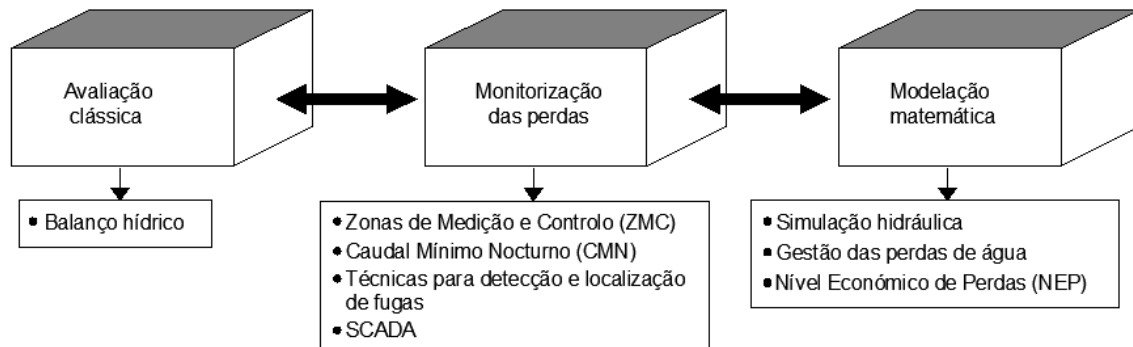 Avaliação
clássica
Monitorização
das perdas
Modelação
matemática
• Balanço hídrico
• Zonas de Medição e Controlo (ZMC)
• Caudal Mínimo Nocturno (CMN)
• Técnicas para detecção e localização
de fugas
• SCADA
• Simulação hidráulica
• Gestão das perdas de água
• Nível Económico de Perdas (NEP)